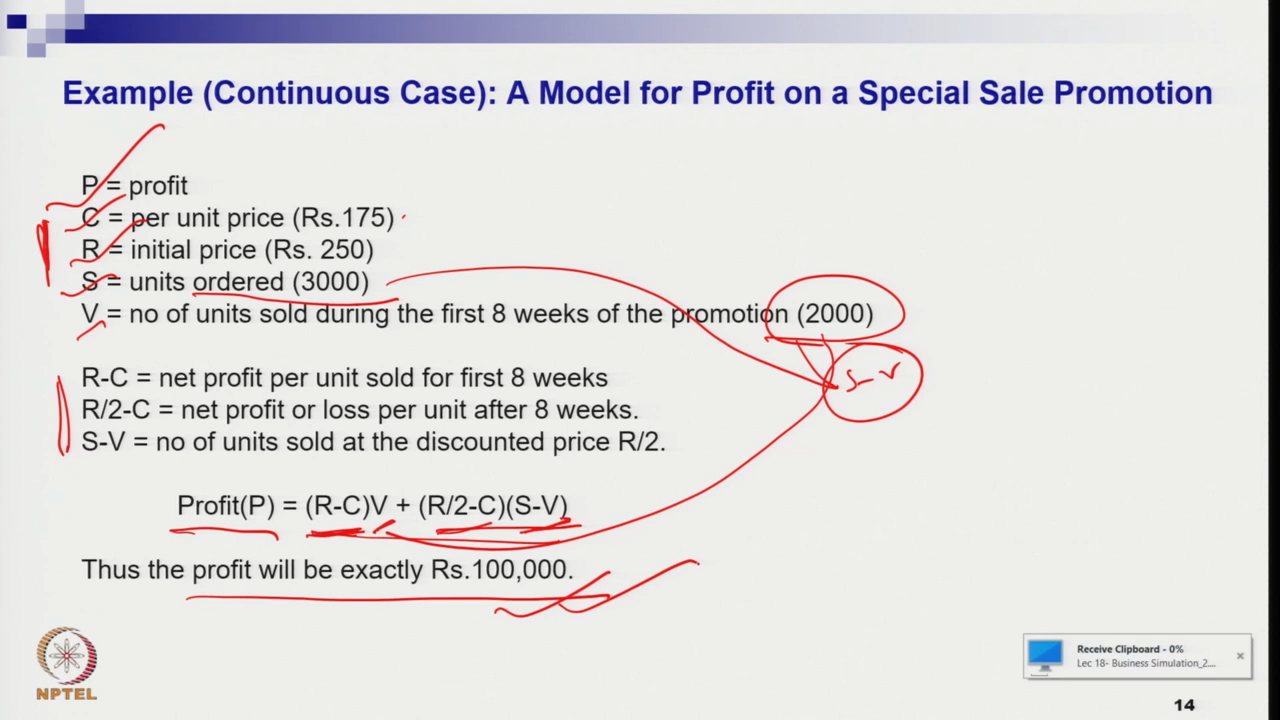 Example (Continuous Case): A Model for Profit on a Special Sale Promotion
P = profit
C = per unit price (Rs.175)
R = initial price (Rs. 250)
S = units ordered (3000)
V = no of units sold during the first 8 weeks of the promotion (2000)
S-V
R-C = net profit per unit sold for first 8 weeks
R/2-C = net profit or loss per unit after 8 weeks.
S-V = no of units sold at the discounted price R/2.
Profit(P) = (R-C)V + (R/2-C)(S-V)
Thus the profit will be exactly Rs.100,000.
NPTEL
Receive Clipboard - 0%
Lec 18- Business Simulation_2...
14